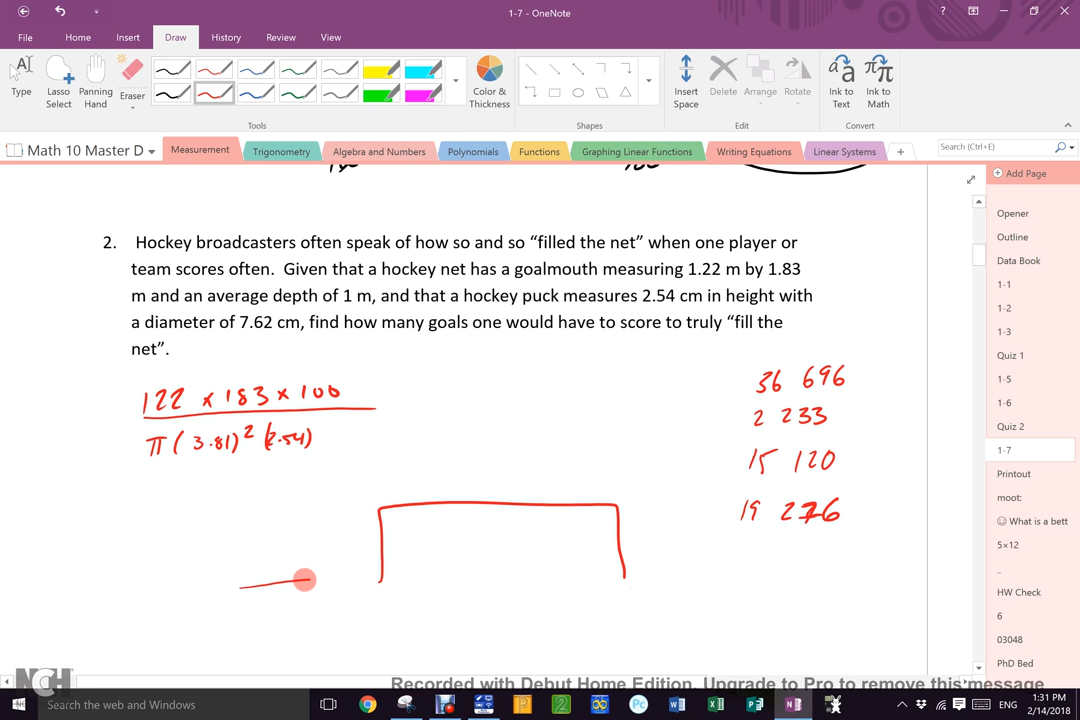 1-7 - OneNote
?
File Home Insert Draw History Review View
Type
Lasso Select
Panning Hand
Eraser
Color & Thickness
Insert Space
Delete
Arrange
Rotate
Ink to Text
Ink to Math
Tools
Shapes
Edit
Convert
Math 10 Master D
Measurement Trigonometry Algebra and Numbers Polynomials Functions Graphing Linear Functions Writing Equations Linear Systems +
Search (Ctrl+E)
Add Page
Opener
Outline
Data Book
1-1
1-2
1-3
Quiz 1
1-5
1-6
Quiz 2
1-7
Printout
moot:
☺ What is a bett
5×12
..
HW Check
6
03048
PhD Bed
2. Hockey broadcasters often speak of how so and so “filled the net” when one player or
team scores often. Given that a hockey net has a goalmouth measuring 1.22 m by 1.83
m and an average depth of 1 m, and that a hockey puck measures 2.54 cm in height with
a diameter of 7.62 cm, find how many goals one would have to score to truly “fill the
net”.
122 × 183 × 100
π(3.81)² (2.54)
36 696
2 233
15 120
19 276
NCH
Recorded with Debut Home Edition. Upgrade to Pro to remove this message
Search the web and Windows
ENG
1:31 PM
2/14/2018